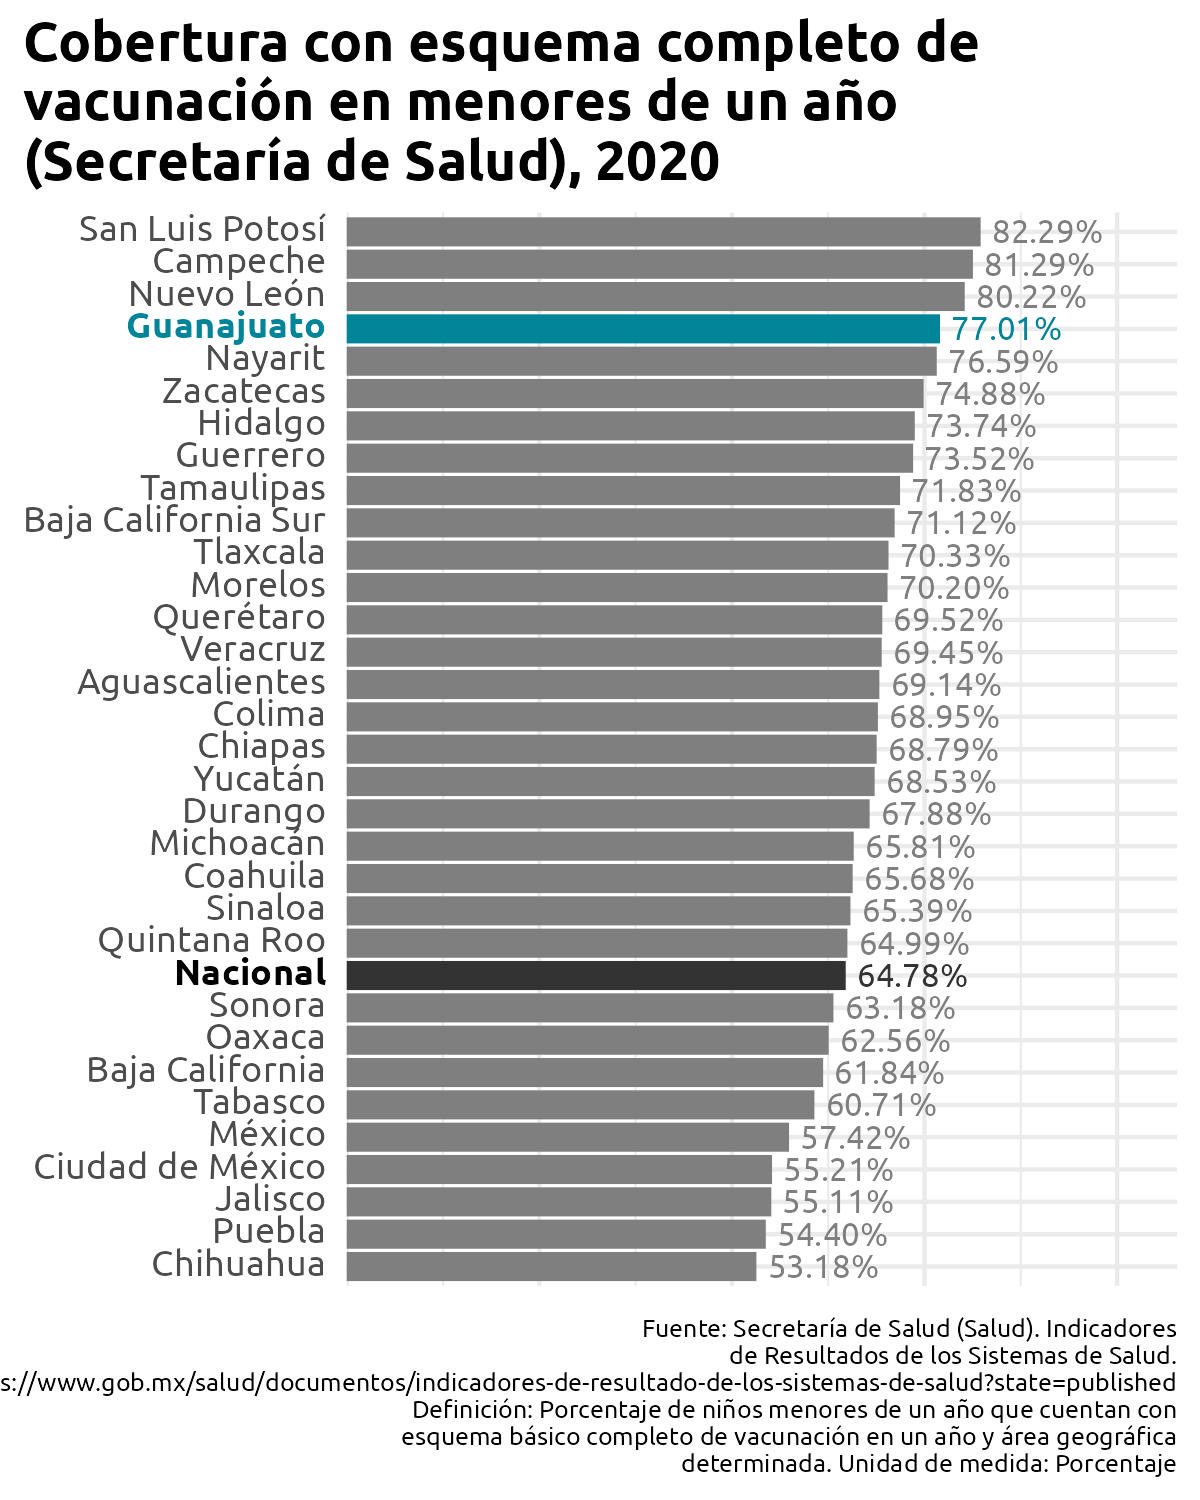 Cobertura con esquema completo de
vacunación en menores de un año
(Secretaría de Salud), 2020
San Luis Potosí 82.29%
Campeche 81.29%
Nuevo León 80.22%
Guanajuato 77.01%
Nayarit 76.59%
Zacatecas 74.88%
Hidalgo 73.74%
Guerrero 73.52%
Tamaulipas 71.83%
Baja California Sur 71.12%
Tlaxcala 70.33%
Morelos 70.20%
Querétaro 69.52%
Veracruz 69.45%
Aguascalientes 69.14%
Colima 68.95%
Chiapas 68.79%
Yucatán 68.53%
Durango 67.88%
Michoacán 65.81%
Coahuila 65.68%
Sinaloa 65.39%
Quintana Roo 64.99%
Nacional 64.78%
Sonora 63.18%
Oaxaca 62.56%
Baja California 61.84%
Tabasco 60.71%
México 57.42%
Ciudad de México 55.21%
Jalisco 55.11%
Puebla 54.40%
Chihuahua 53.18%
Fuente: Secretaría de Salud (Salud). Indicadores
de Resultados de los Sistemas de Salud.
s://www.gob.mx/salud/documentos/indicadores-de-resultado-de-los-sistemas-de-salud?state=published
Definición: Porcentaje de niños menores de un año que cuentan con
esquema básico completo de vacunación en un año y área geográfica
determinada. Unidad de medida: Porcentaje